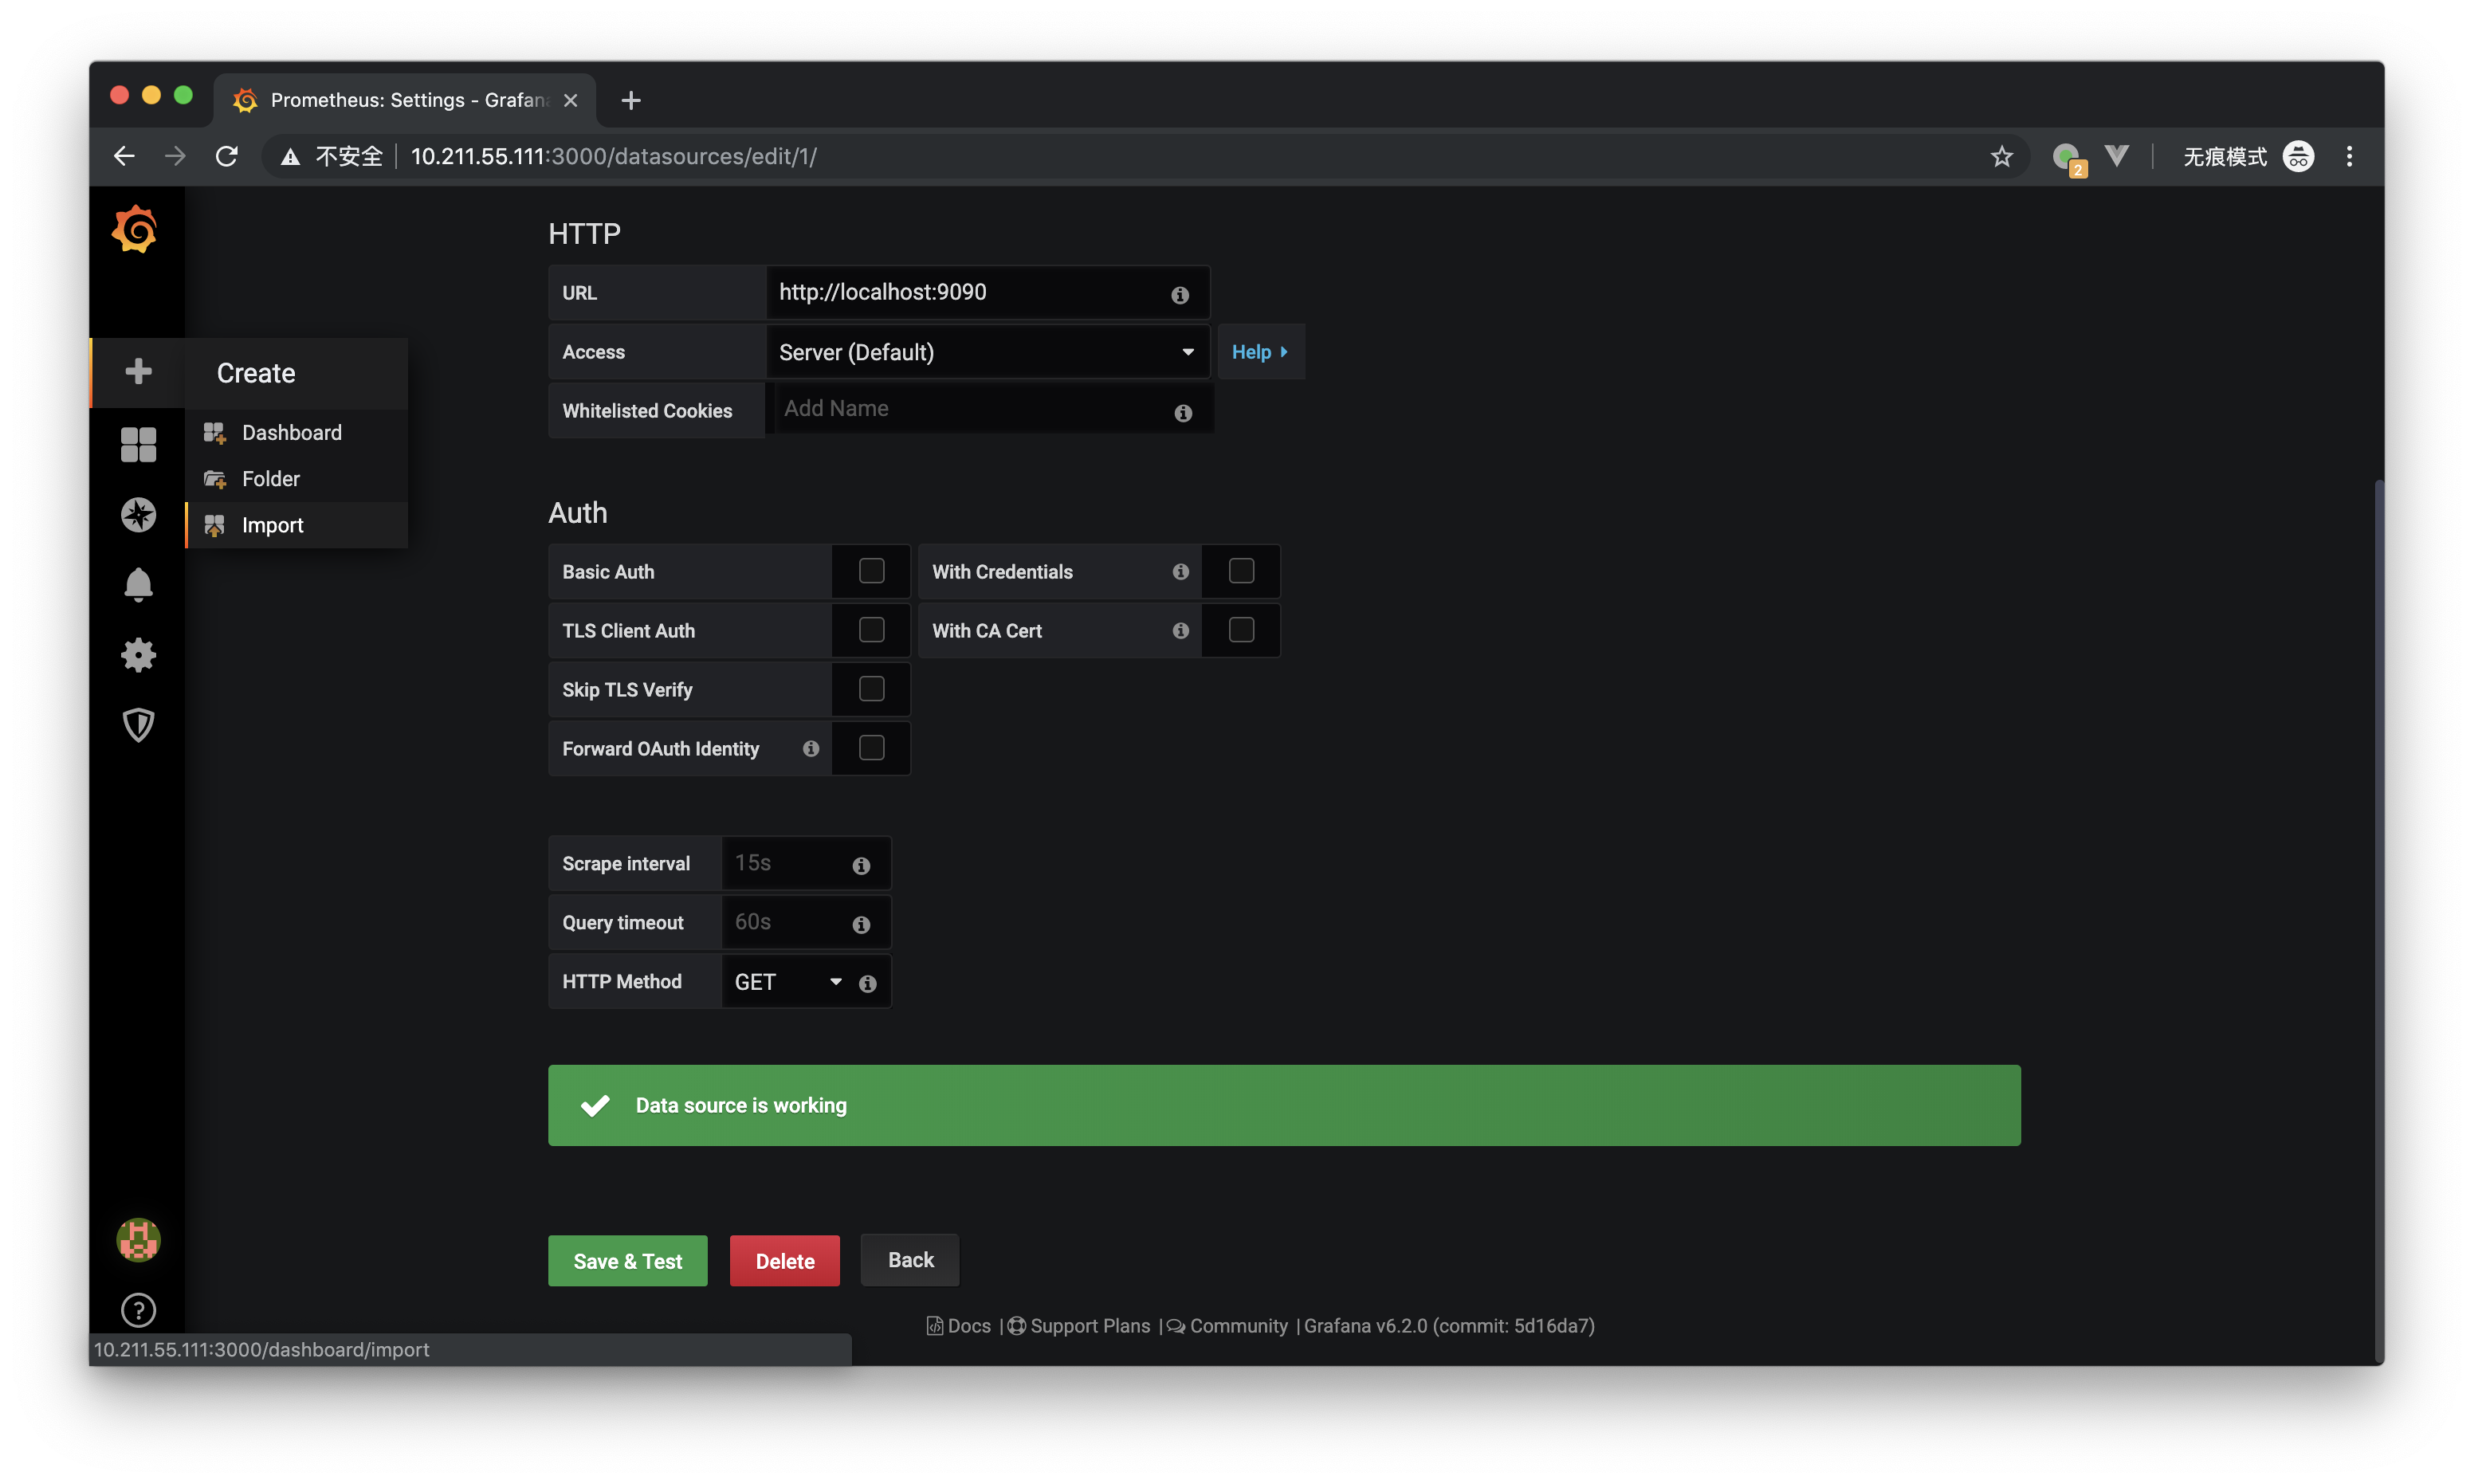 Prometheus: Settings - Grafan
不安全 10.211.55.111:3000/datasources/edit/1/ 2 无痕模式
HTTP
URL http://localhost:9090
Access Server (Default) Help
Whitelisted Cookies Add Name
Create
Dashboard
Folder
Import
Auth
Basic Auth With Credentials
TLS Client Auth With CA Cert
Skip TLS Verify
Forward OAuth Identity
Scrape interval 15s
Query timeout 60s
HTTP Method GET
Data source is working
Save & Test Delete Back
Docs | Support Plans | Community | Grafana v6.2.0 (commit: 5d16da7)
10.211.55.111:3000/dashboard/import